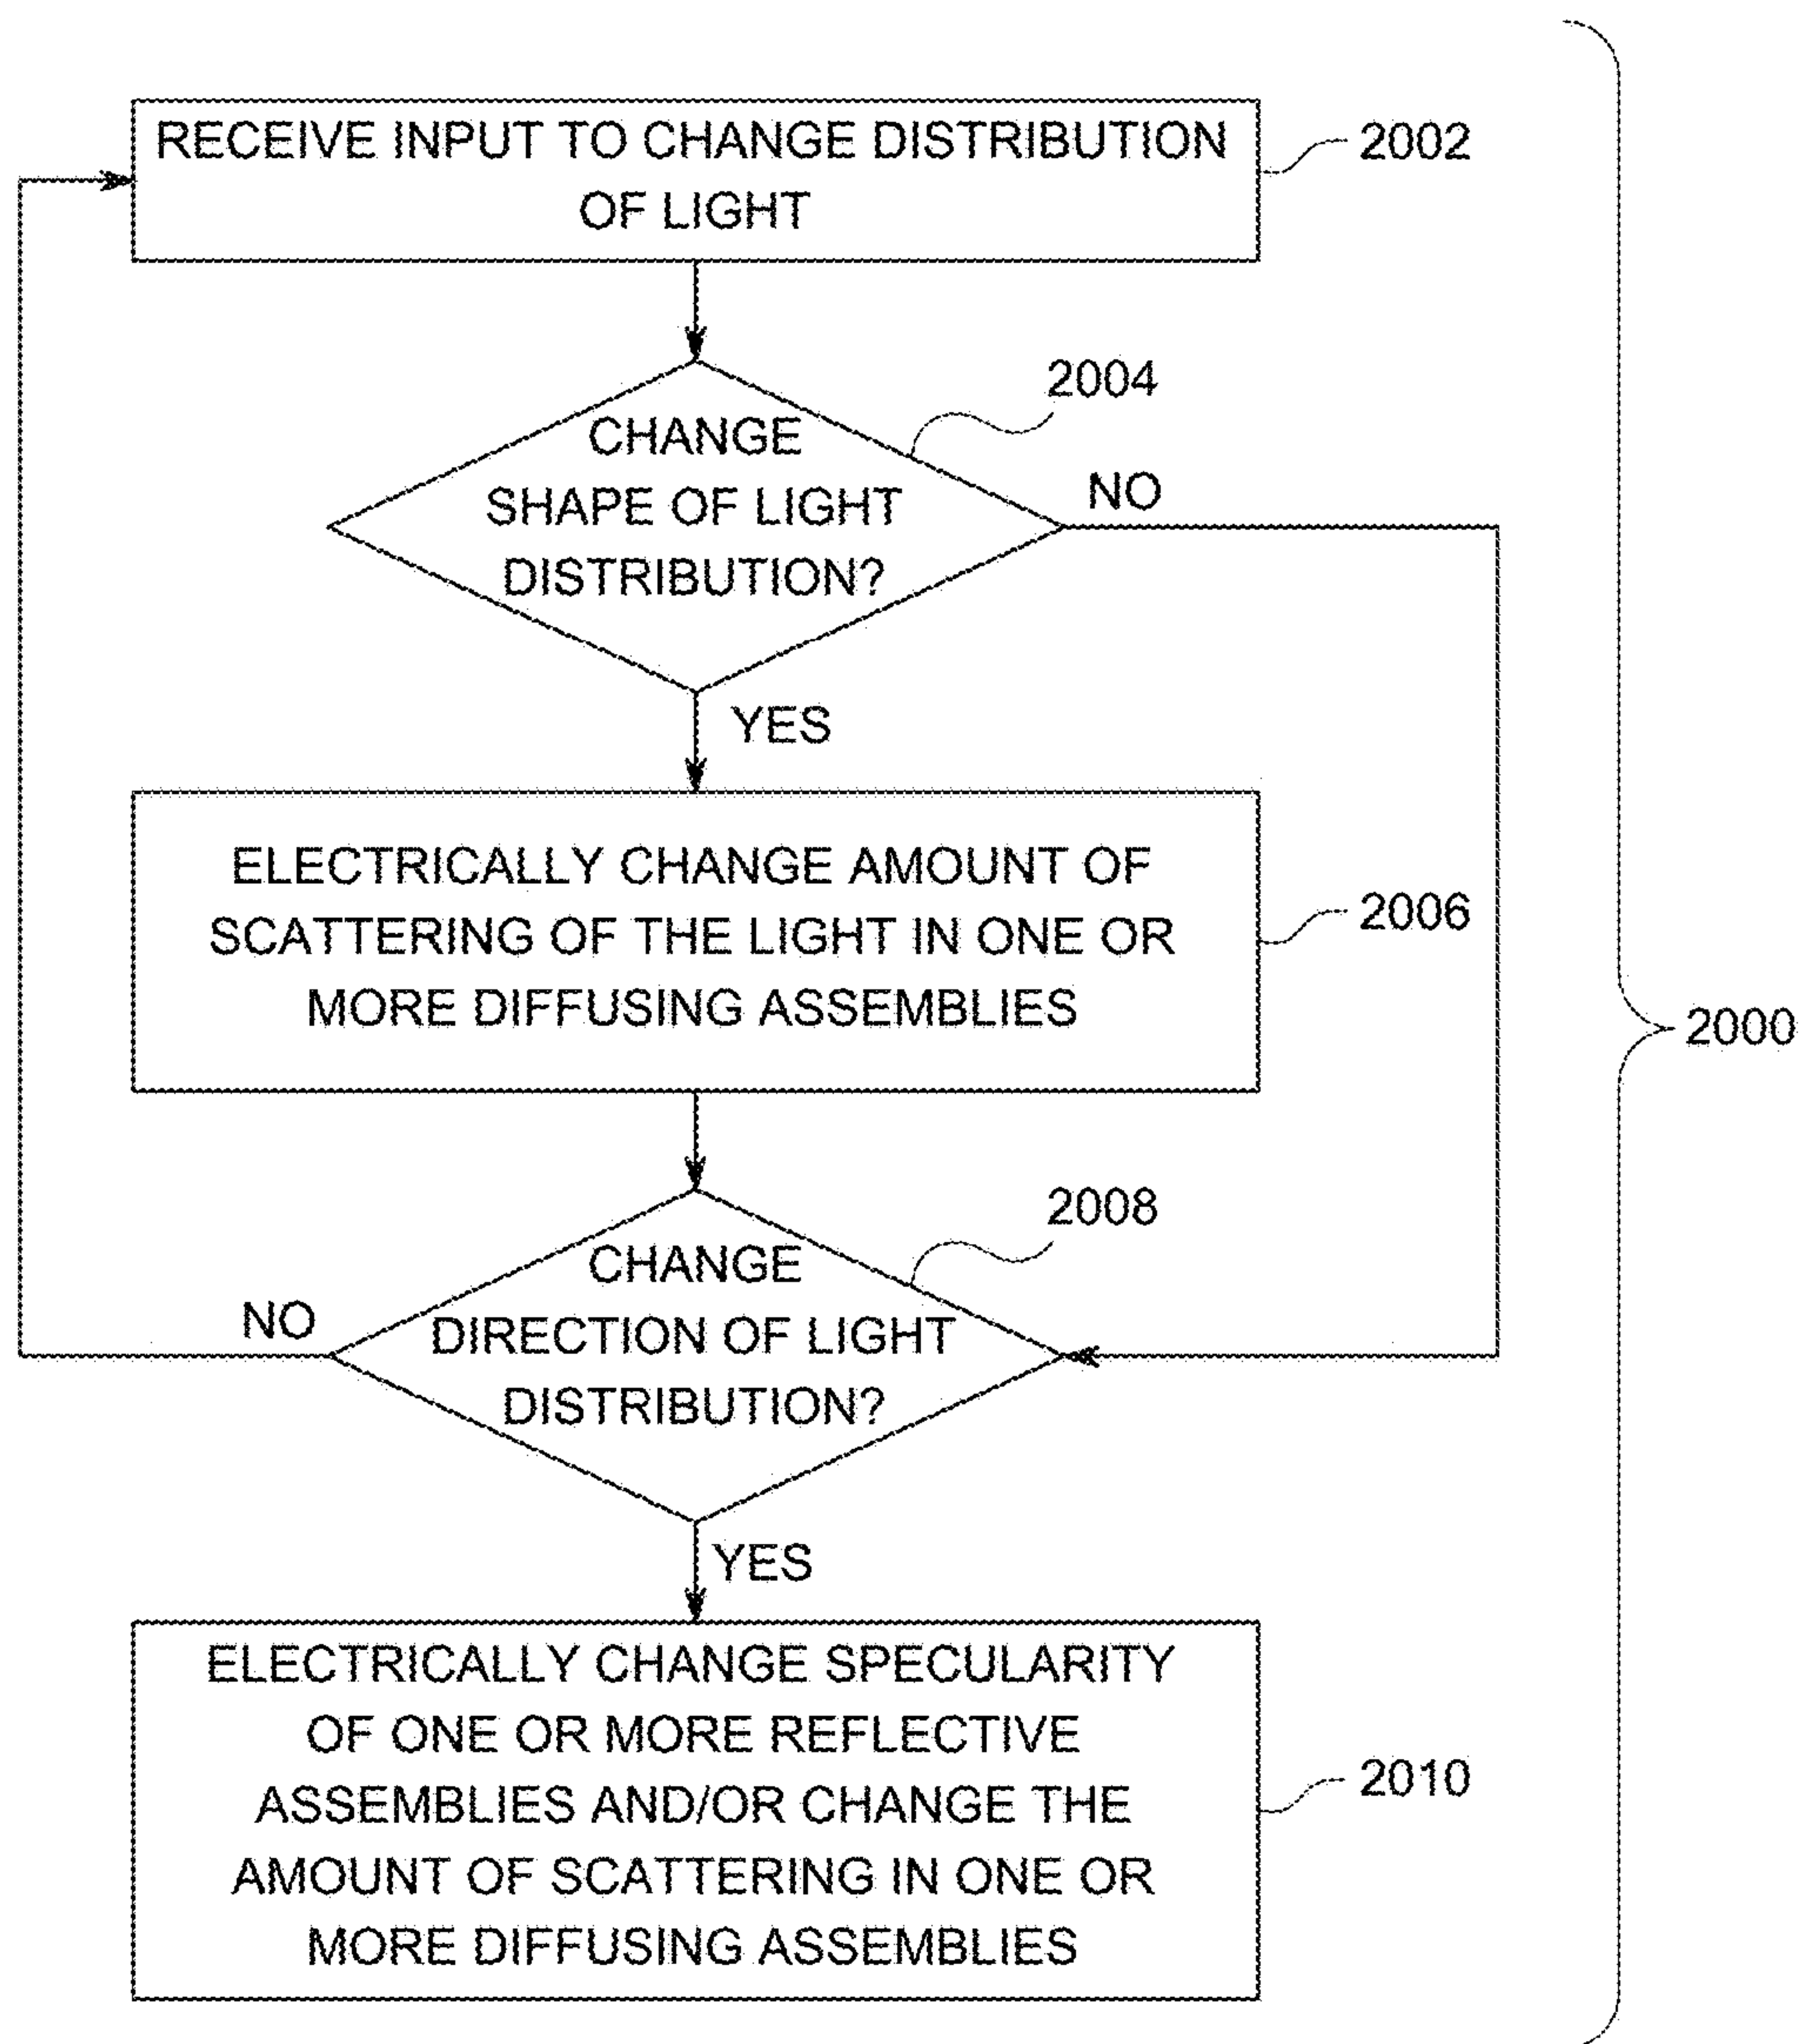 RECEIVE INPUT TO CHANGE DISTRIBUTION
OF LIGHT
2002
2004
CHANGE
SHAPE OF LIGHT
DISTRIBUTION?
NO
YES
ELECTRICALLY CHANGE AMOUNT OF
SCATTERING OF THE LIGHT IN ONE OR
MORE DIFFUSING ASSEMBLIES
2006
2000
2008
CHANGE
DIRECTION OF LIGHT
DISTRIBUTION?
NO
YES
ELECTRICALLY CHANGE SPECULARITY
OF ONE OR MORE REFLECTIVE
ASSEMBLIES AND/OR CHANGE THE
AMOUNT OF SCATTERING IN ONE OR
MORE DIFFUSING ASSEMBLIES
2010